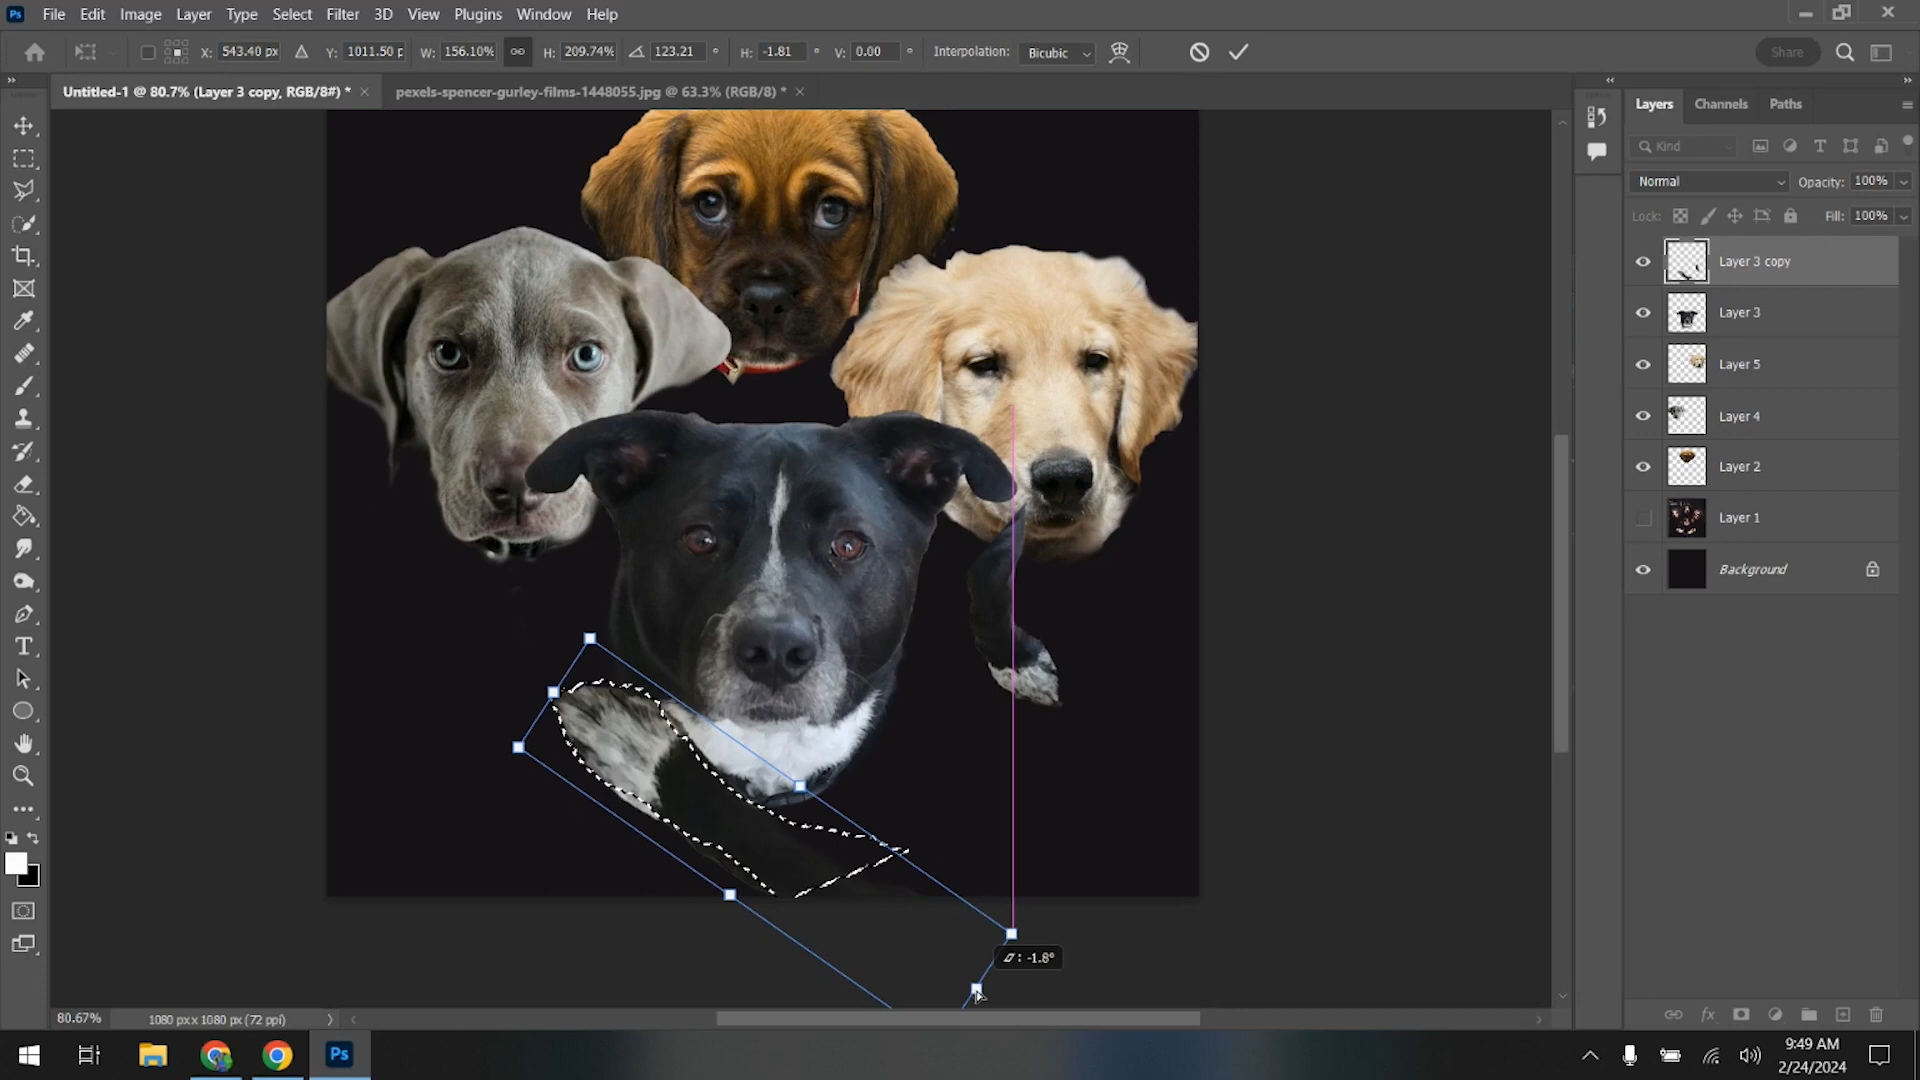 Ps File Edit Image Layer Type Select Filter 3D View Plugins Window Help
X: 543.40 px Y: 1011.50 p W: 156.10% H: 209.74% 123.21 ° H: -1.81 ° V: 0.00 ° Interpolation: Bicubic Share
Untitled-1 @ 80.7% (Layer 3 copy, RGB/8#) * × pexels-spencer-gurley-films-1448055.jpg @ 63.3% (RGB/8) * ×
Layers Channels Paths
Kind
Normal Opacity: 100%
Lock: Fill: 100%
Layer 3 copy
Layer 3
Layer 5
Layer 4
Layer 2
Layer 1
Background
-1.8°
80.67% 1080 px x 1080 px (72 ppi)
Ps
9:49 AM
2/24/2024